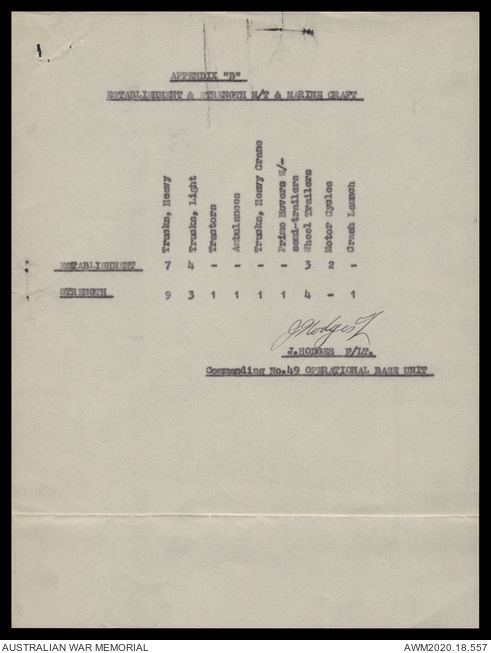 APPENDIX "B"
ESTABLISHMENT & STRENGTH M/T & MARINE CRAFT
Trucks, Heavy
Trucks, Light
Tractors
Ambulances
Trucks, Heavy Crane
Prime Movers w/-
semi-trailers
Wheel Trailers
Motor Cycles
Crash Launch
ESTABLISHMENT 7 4 - - - - 3 2 -
STRENGTH 9 3 1 1 1 1 4 - 1
J Hodges F/L
J.HODGES F/LT.
Commanding No.49 OPERATIONAL BASE UNIT
AUSTRALIAN WAR MEMORIAL
AWM2020.18.557